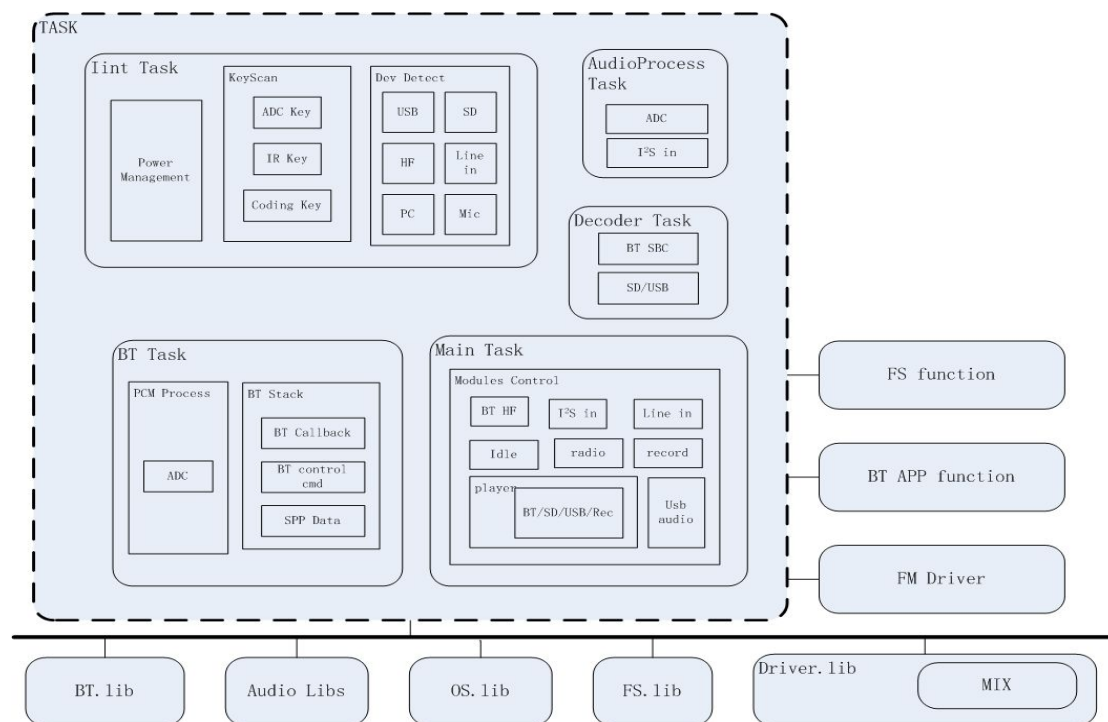 TASK
Iint Task
Power
Management
KeyScan
ADC Key
IR Key
Coding Key
Dev Detect
USB
SD
HF
Line
in
PC
Mic
AudioProcess
Task
ADC
I²S in
Decoder Task
BT SBC
SD/USB
BT Task
PCM Process
ADC
BT Stack
BT Callback
BT control
cmd
SPP Data
Main Task
Modules Control
BT HF
I²S in
Line in
Idle
radio
record
player
BT/SD/USB/Rec
Usb
audio
FS function
BT APP function
FM Driver
BT.lib
Audio Libs
OS.lib
FS.lib
Driver.lib
MIX